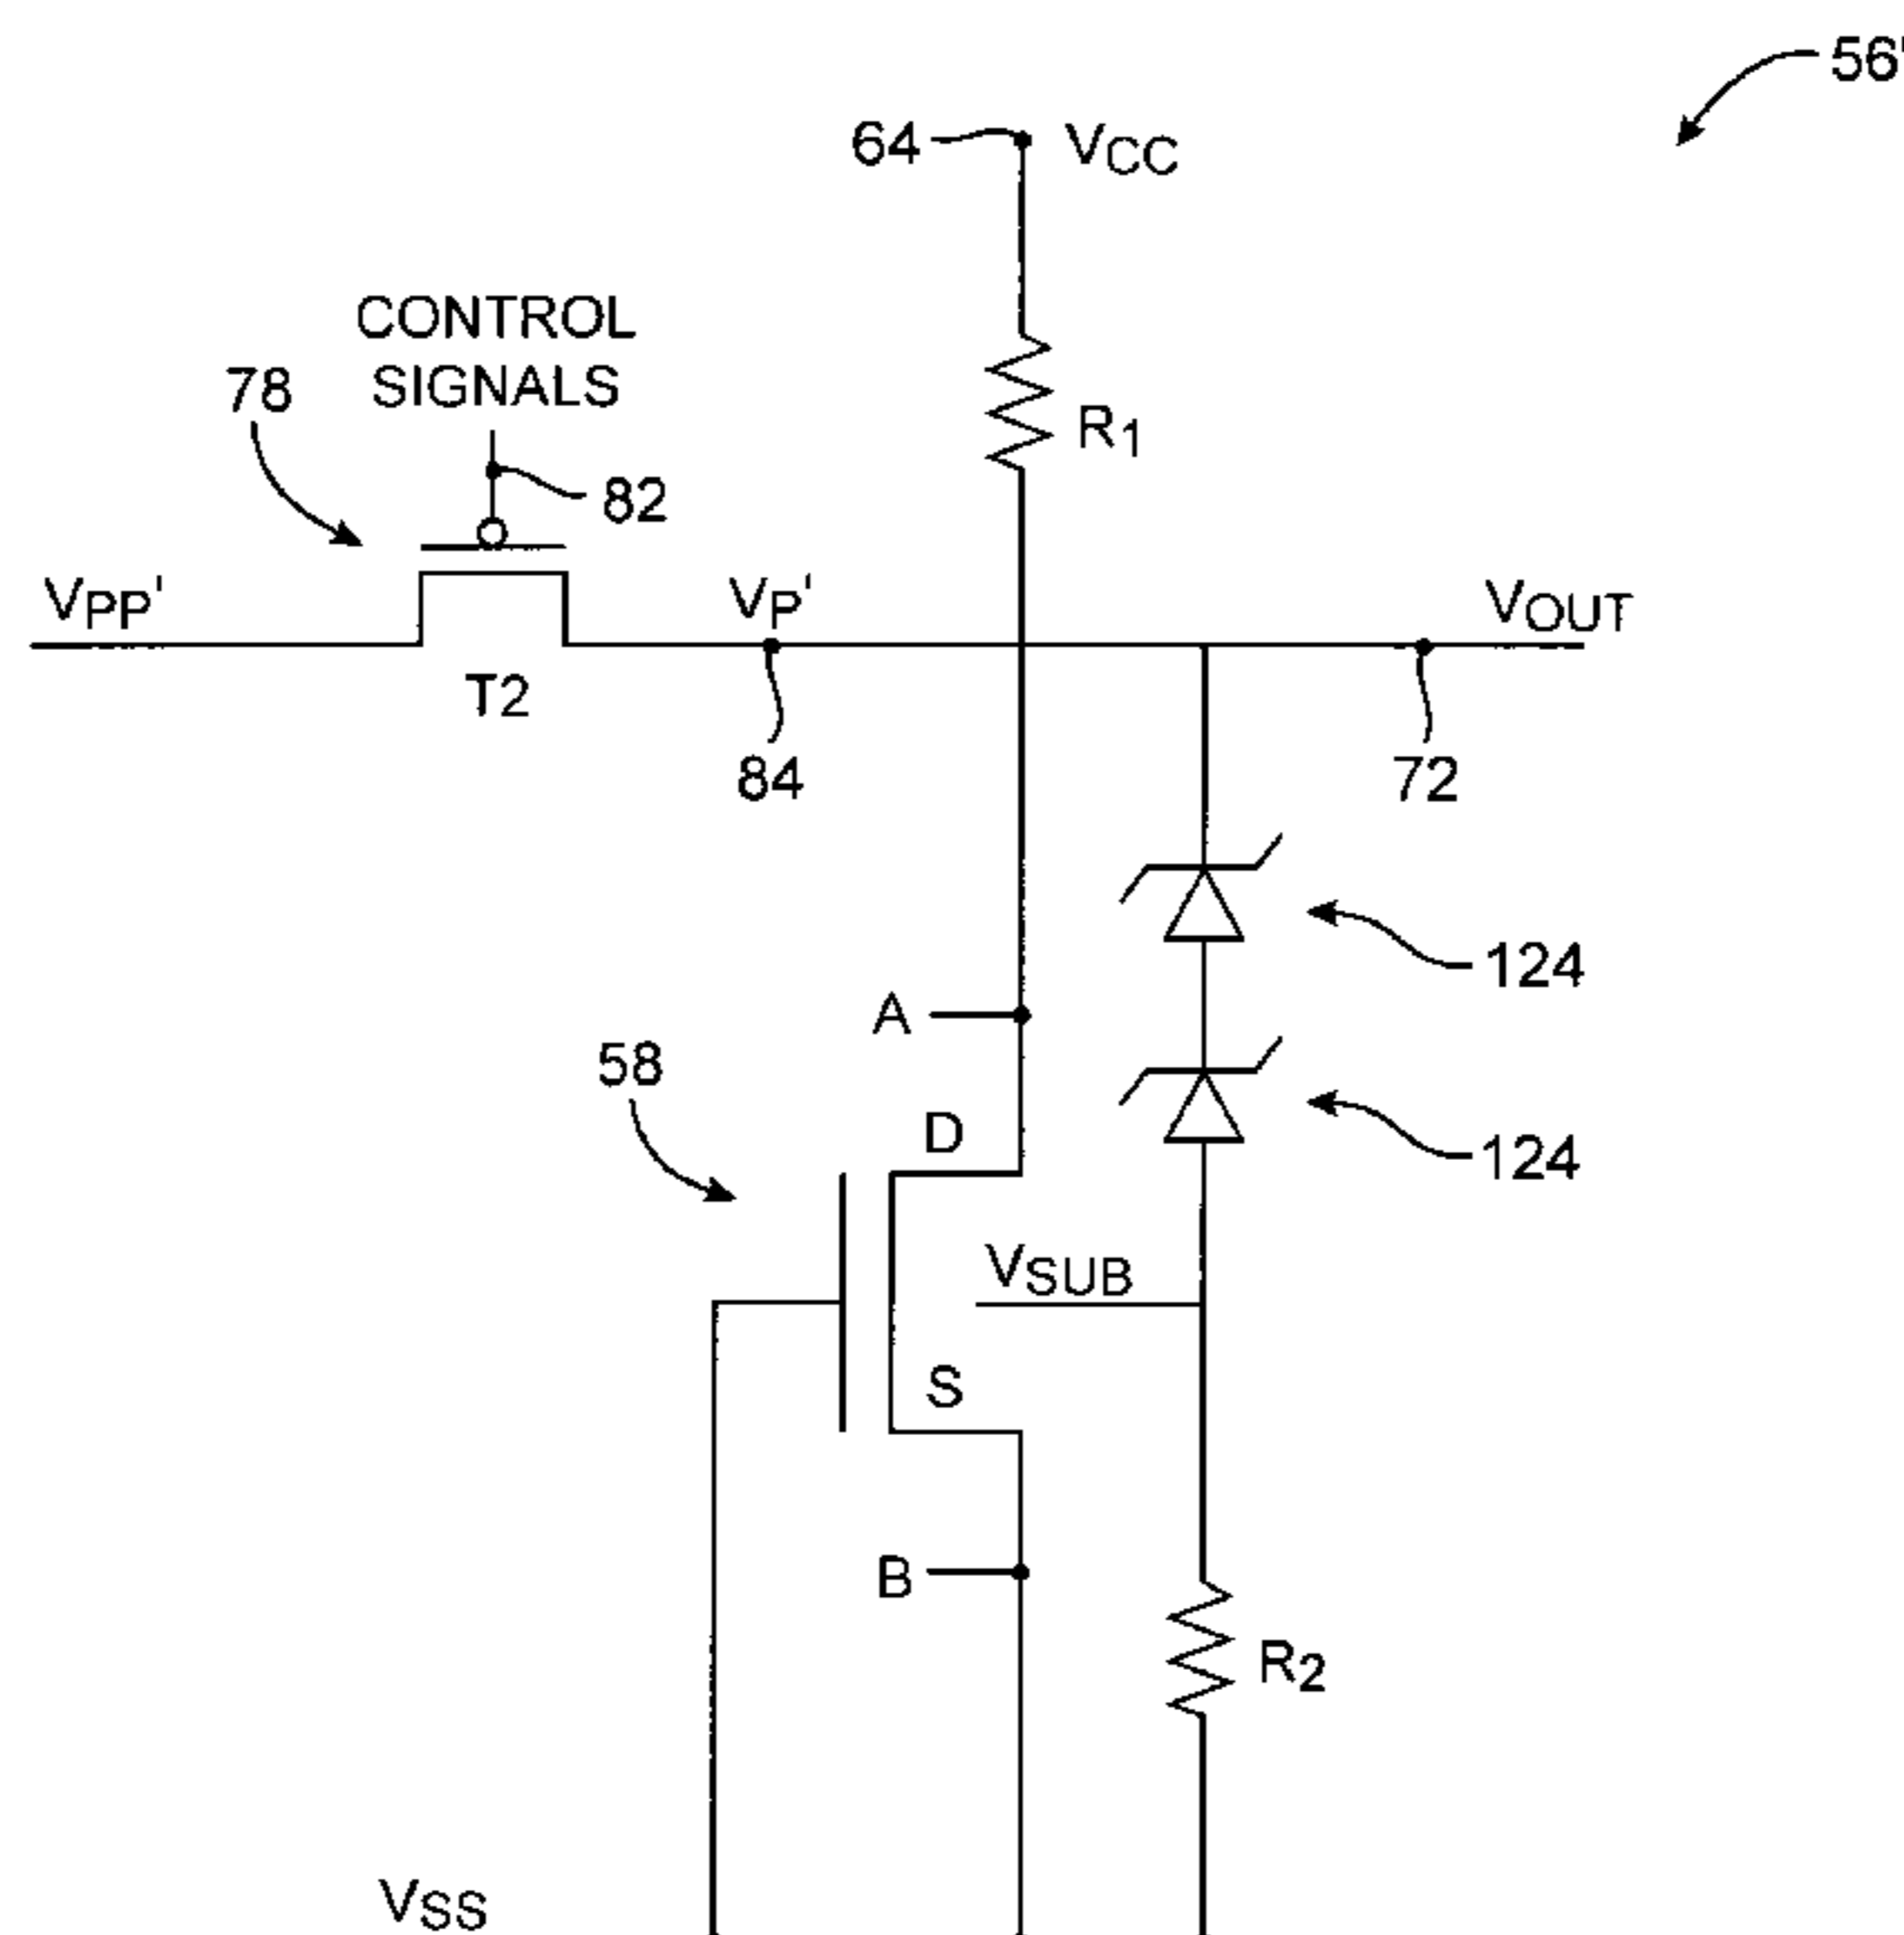 56'
64
VCC
CONTROL
SIGNALS
78
R1
82
VPP'
VP'
VOUT
T2
84
72
124
A
58
D
124
VSUB
S
B
R2
VSS